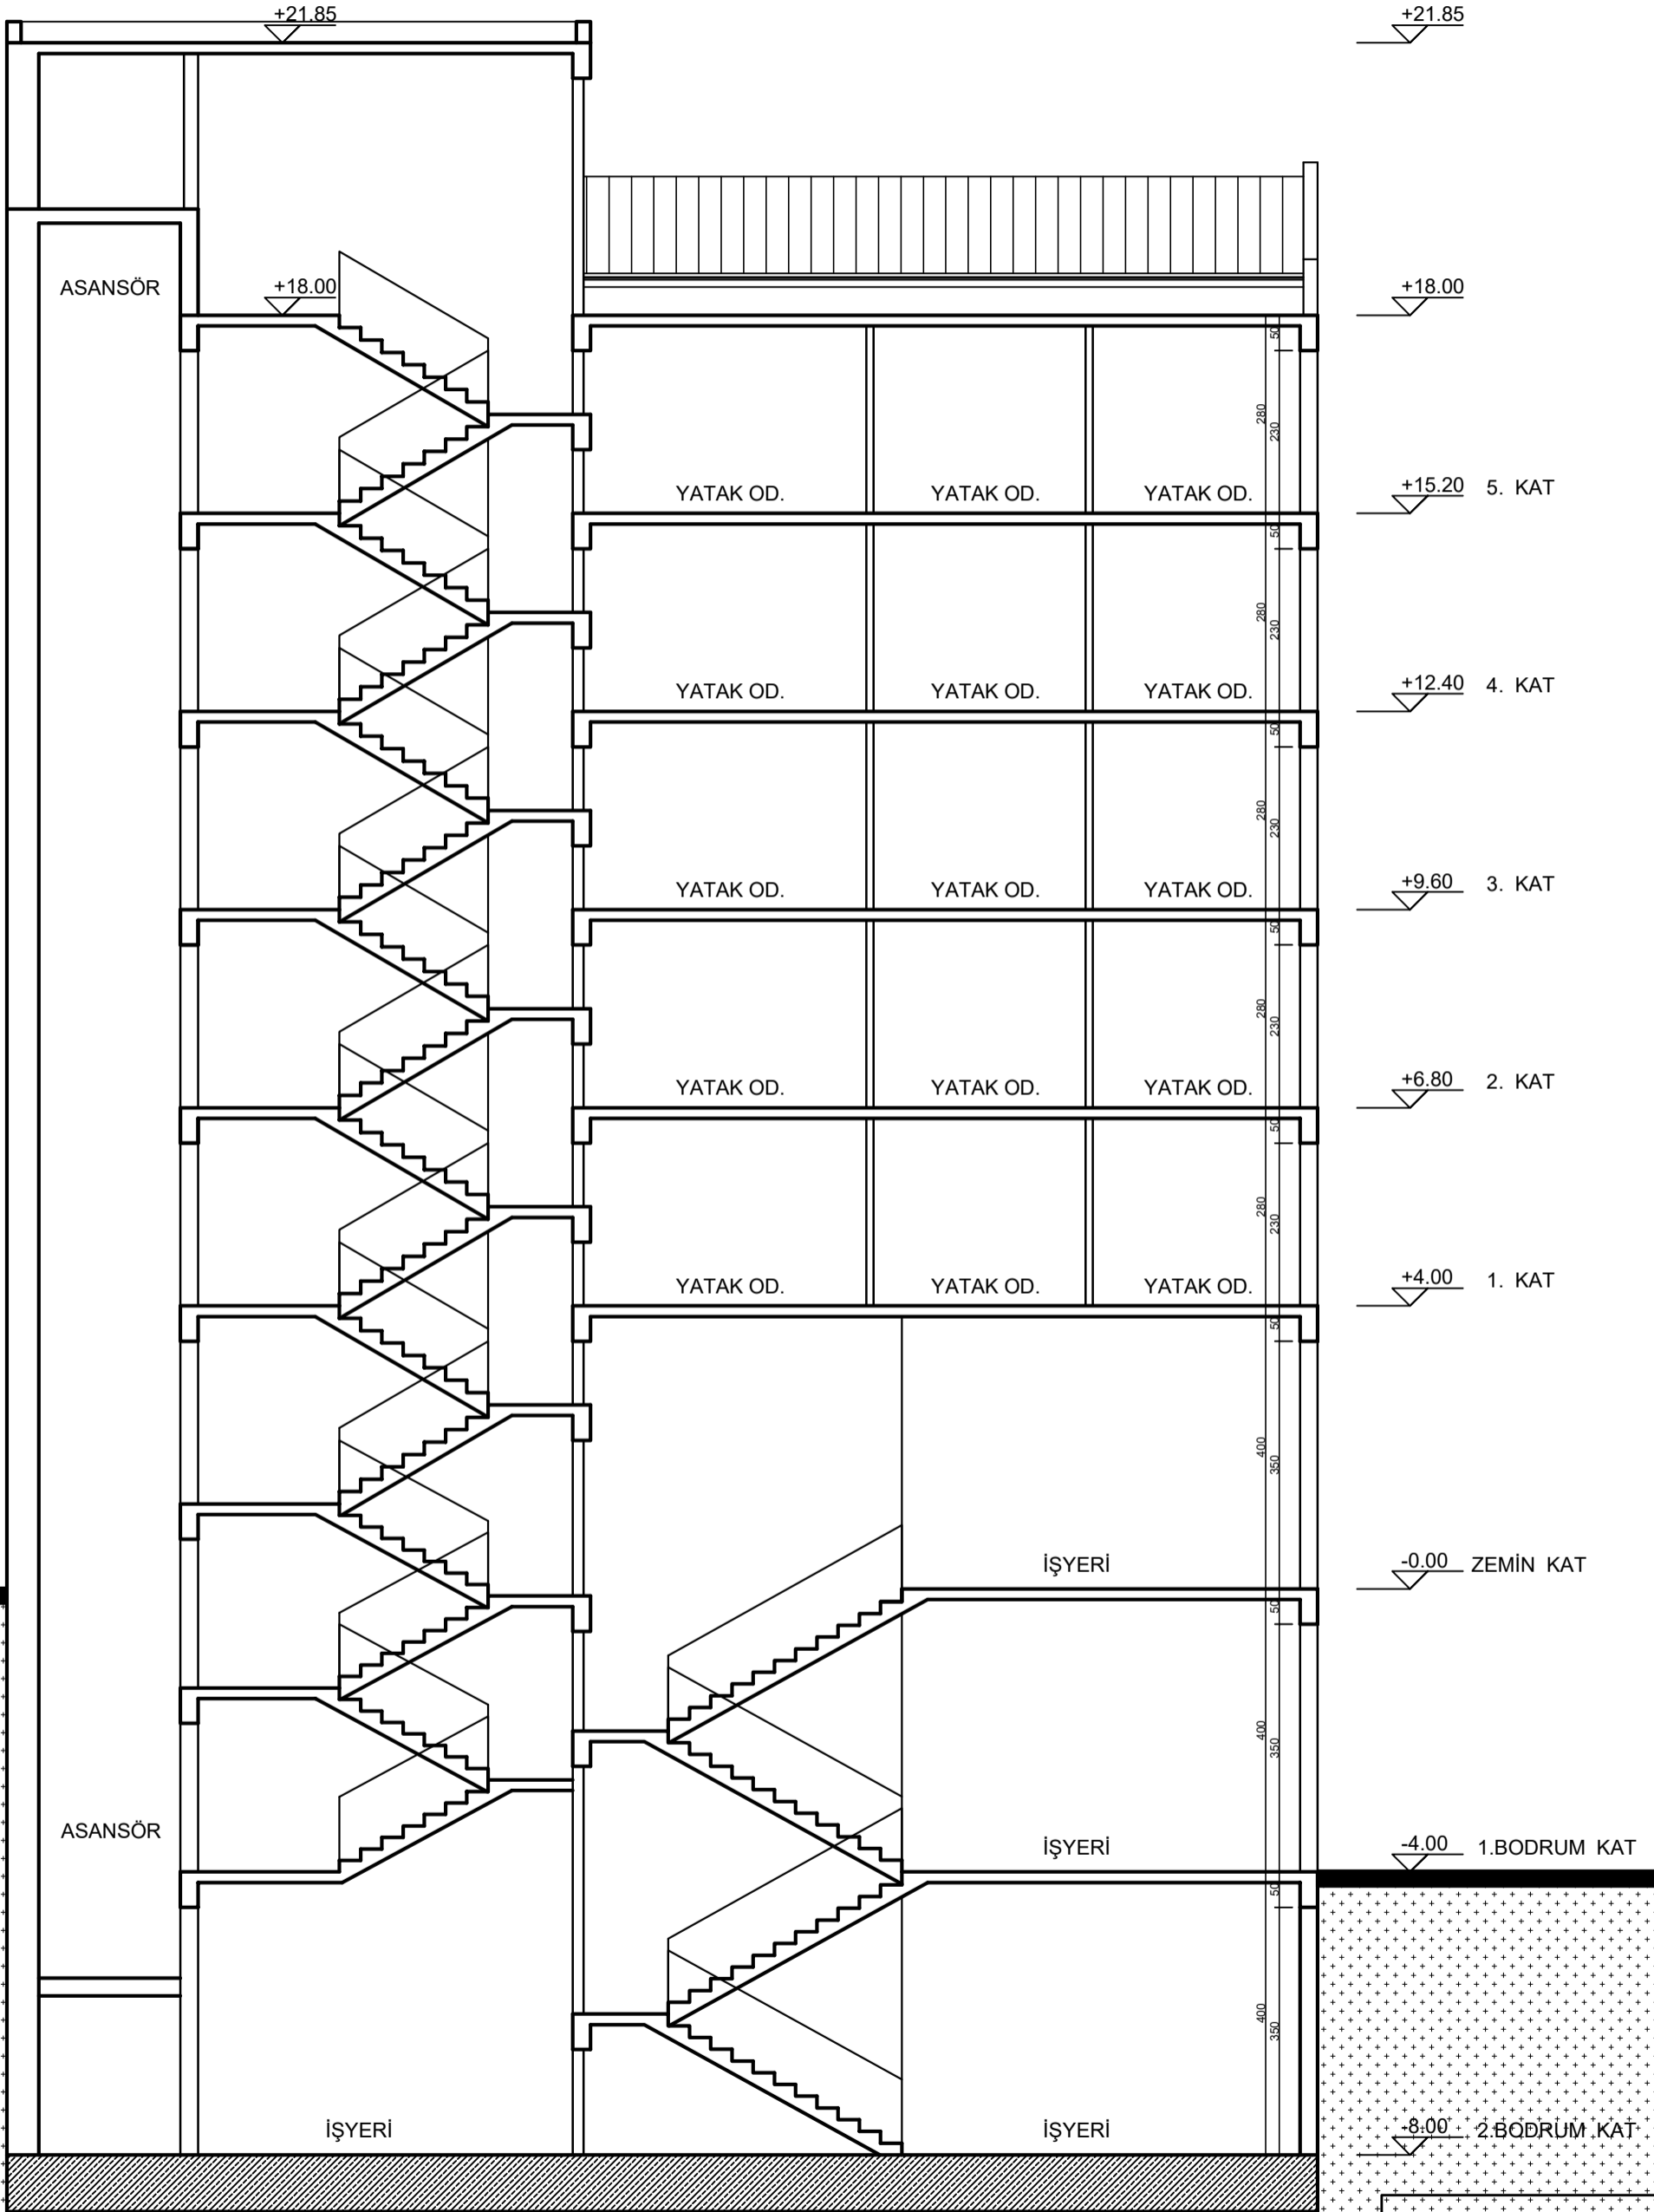 +21.85 +21.85
ASANSÖR +18.00 +18.00
50
280
230
YATAK OD. YATAK OD. YATAK OD. +15.20 5. KAT
50
280
230
YATAK OD. YATAK OD. YATAK OD. +12.40 4. KAT
50
280
230
YATAK OD. YATAK OD. YATAK OD. +9.60 3. KAT
50
280
230
YATAK OD. YATAK OD. YATAK OD. +6.80 2. KAT
50
280
230
YATAK OD. YATAK OD. YATAK OD. +4.00 1. KAT
50
400
350
İŞYERİ -0.00 ZEMİN KAT
50
400
350
ASANSÖR İŞYERİ -4.00 1.BODRUM KAT
50
400
350
İŞYERİ İŞYERİ -8.00 2.BODRUM KAT